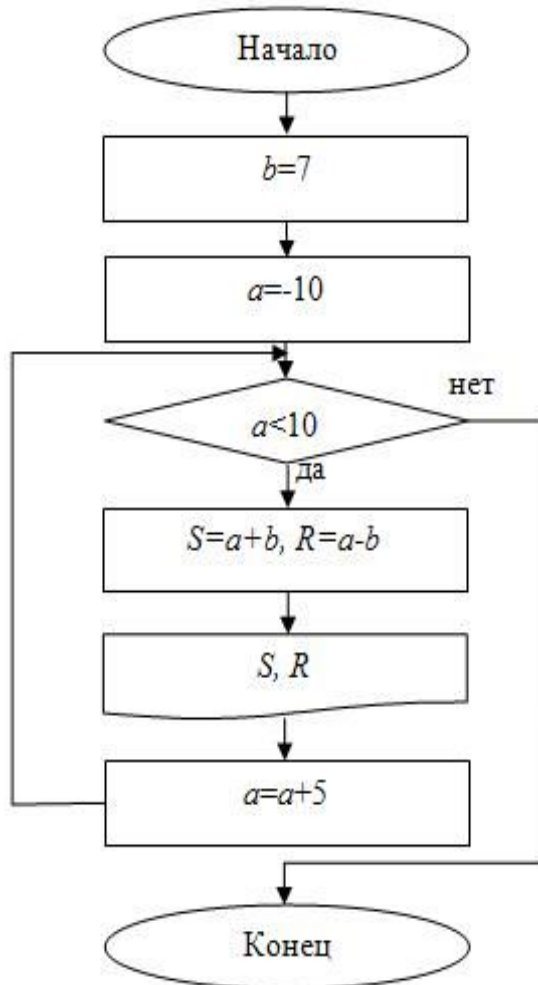 Начало
b=7
a=-10
нет
a<10
да
S=a+b, R=a-b
S, R
a=a+5
Конец